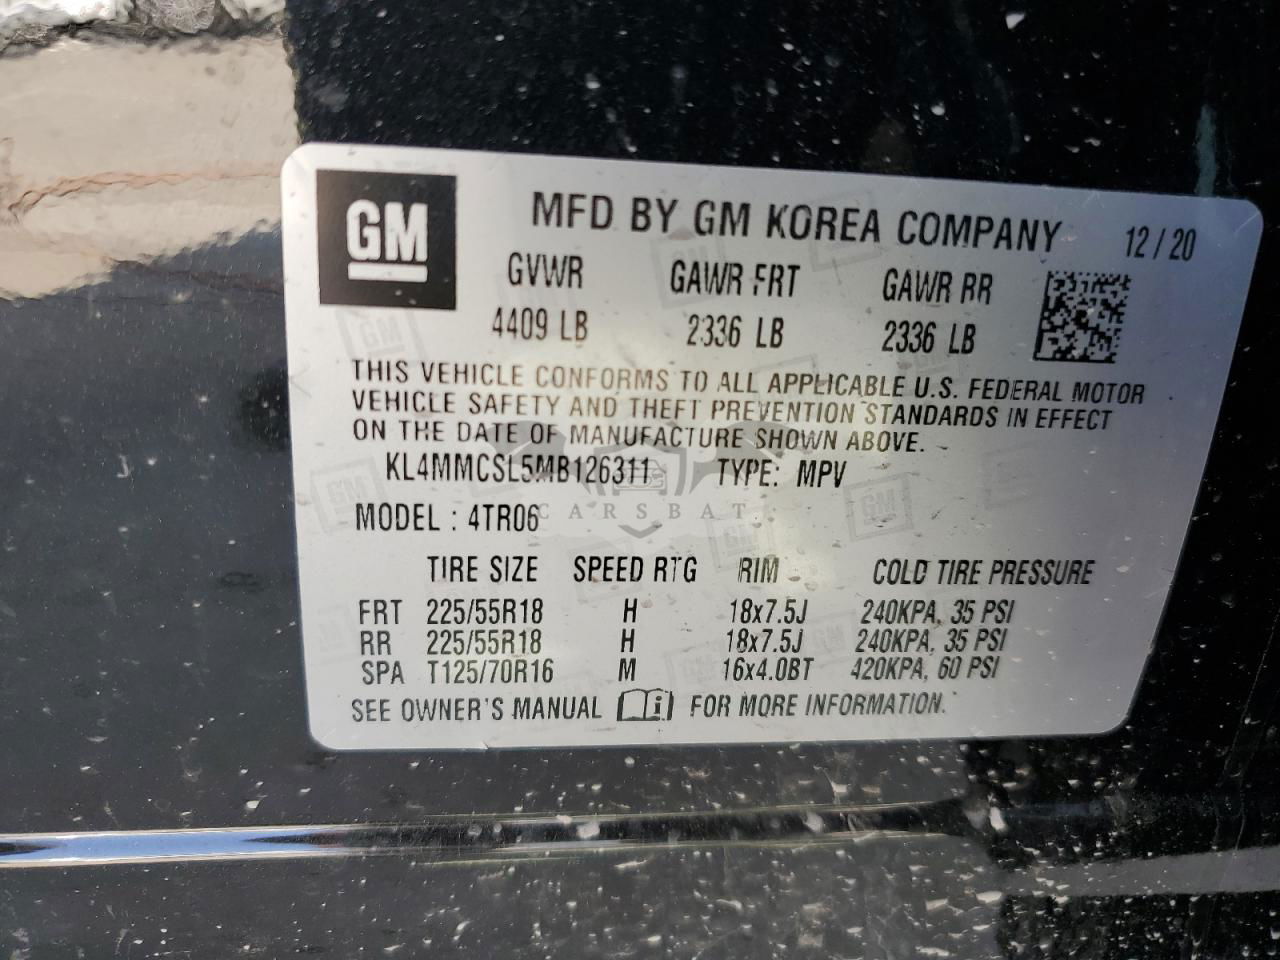 GM
MFD BY GM KOREA COMPANY 12/20
GVWR GAWR FRT GAWR RR
4409 LB 2336 LB 2336 LB
THIS VEHICLE CONFORMS TO ALL APPLICABLE U.S. FEDERAL MOTOR
VEHICLE SAFETY AND THEFT PREVENTION STANDARDS IN EFFECT
ON THE DATE OF MANUFACTURE SHOWN ABOVE.
KL4MMCSL5MB126311 TYPE: MPV
CARSBAT
MODEL : 4TR06
TIRE SIZE SPEED RTG RIM COLD TIRE PRESSURE
FRT 225/55R18 H 18x7.5J 240KPA, 35 PSI
RR 225/55R18 H 18x7.5J 240KPA, 35 PSI
SPA T125/70R16 M 16x4.0BT 420KPA, 60 PSI
SEE OWNER'S MANUAL i FOR MORE INFORMATION.